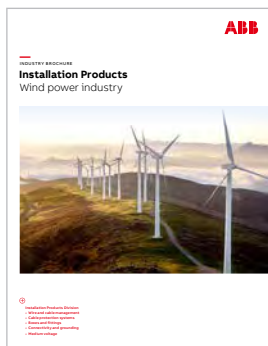 ABB
INDUSTRY BROCHURE
Installation Products
Wind power industry
Installation Products Division
– Wire and cable management
– Cable protection systems
– Boxes and fittings
– Connectivity and grounding
– Medium voltage